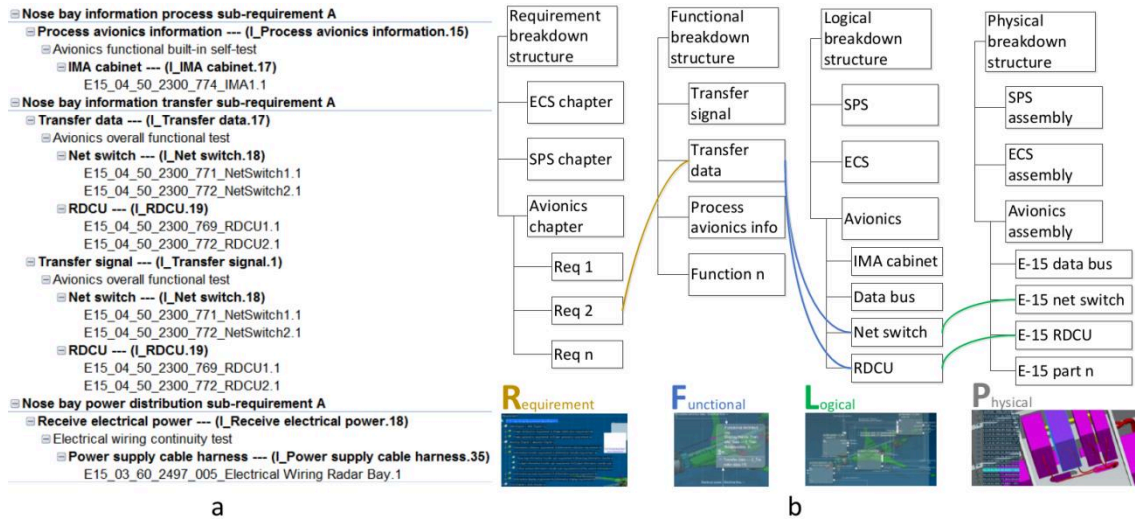 Nose bay information process sub-requirement A
Process avionics information --- (I_Process avionics information.15)
Avionics functional built-in self-test
IMA cabinet --- (I_IMA cabinet.17)
E15_04_50_2300_774_IMA1.1
Nose bay information transfer sub-requirement A
Transfer data --- (I_Transfer data.17)
Avionics overall functional test
Net switch --- (I_Net switch.18)
E15_04_50_2300_771_NetSwitch1.1
E15_04_50_2300_772_NetSwitch2.1
RDCU --- (I_RDCU.19)
E15_04_50_2300_769_RDCU1.1
E15_04_50_2300_772_RDCU2.1
Transfer signal --- (I_Transfer signal.1)
Avionics overall functional test
Net switch --- (I_Net switch.18)
E15_04_50_2300_771_NetSwitch1.1
E15_04_50_2300_772_NetSwitch2.1
RDCU --- (I_RDCU.19)
E15_04_50_2300_769_RDCU1.1
E15_04_50_2300_772_RDCU2.1
Nose bay power distribution sub-requirement A
Receive electrical power --- (I_Receive electrical power.18)
Electrical wiring continuity test
Power supply cable harness --- (I_Power supply cable harness.35)
E15_03_60_2497_005_Electrical Wiring Radar Bay.1
a
Requirement
breakdown
structure
ECS chapter
SPS chapter
Avionics
chapter
Req 1
Req 2
Req n
Requirement
Functional
breakdown
structure
Transfer
signal
Transfer
data
Process
avionics info
Function n
Functional
Logical
breakdown
structure
SPS
ECS
Avionics
IMA cabinet
Data bus
Net switch
RDCU
Logical
Physical
breakdown
structure
SPS
assembly
ECS
assembly
Avionics
assembly
E-15 data bus
E-15 net switch
E-15 RDCU
E-15 part n
Physical
b